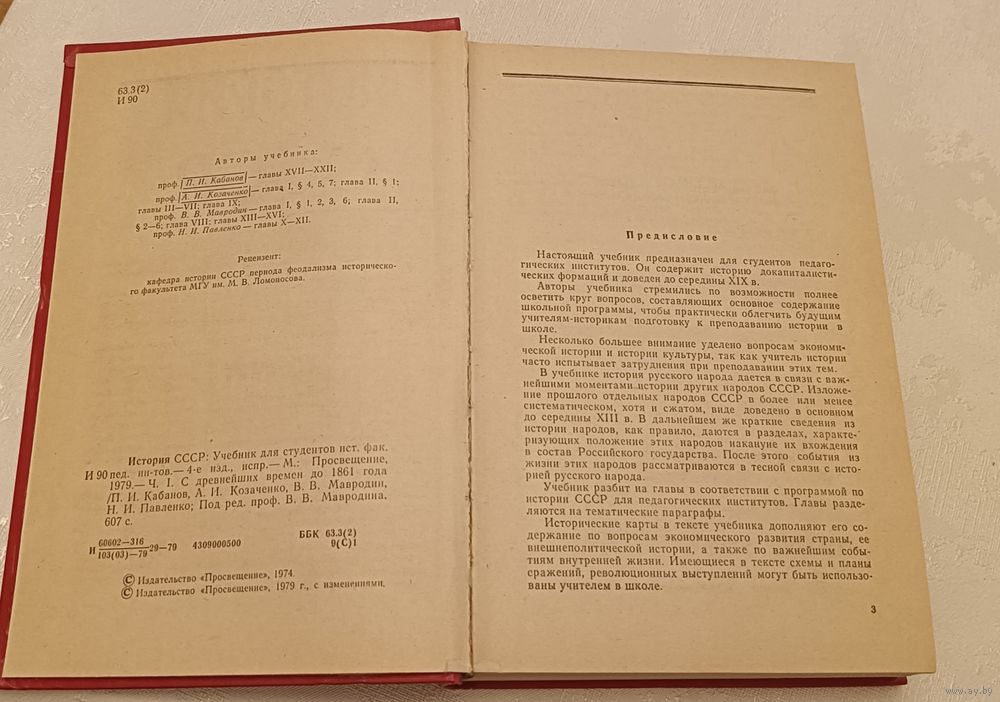 63.3(2)
И 90
Авторы учебника:
проф. П. И. Кабанов — главы XVII—XXII;
проф. А. И. Козаченко — глава I, § 4, 5, 7; глава II, § 1;
главы III—VII; глава IX;
проф. В. В. Мавродин — глава I, § 1, 2, 3, 6; глава II,
§ 2—6; глава VIII; главы XIII—XVI;
проф. Н. И. Павленко — главы X—XII.
Рецензент:
кафедра истории СССР периода феодализма историческо-
го факультета МГУ им. М. В. Ломоносова.
История СССР: Учебник для студентов ист. фак.
И 90 пед. ин-тов.— 4-е изд., испр.— М.: Просвещение,
1979.— Ч. I. С древнейших времен до 1861 года
/П. И. Кабанов, А. И. Козаченко, В. В. Мавродин,
Н. И. Павленко; Под ред. проф. В. В. Мавродина.
607 с.
И 60602—316
103(03)—79 29—79 4309000500
ББК 63.3(2)
9(С)1
© Издательство «Просвещение», 1974.
© Издательство «Просвещение», 1979 г., с изменениями.
Предисловие
Настоящий учебник предназначен для студентов педаго-
гических институтов. Он содержит историю докапиталисти-
ческих формаций и доведен до середины XIX в.
Авторы учебника стремились по возможности полнее
осветить круг вопросов, составляющих основное содержание
школьной программы, чтобы практически облегчить будущим
учителям-историкам подготовку к преподаванию истории в
школе.
Несколько большее внимание уделено вопросам экономи-
ческой истории и истории культуры, так как учитель истории
часто испытывает затруднения при преподавании этих тем.
В учебнике история русского народа дается в связи с важ-
нейшими моментами истории других народов СССР. Изложе-
ние прошлого отдельных народов СССР в более или менее
систематическом, хотя и сжатом, виде доведено в основном
до середины XIII в. В дальнейшем же краткие сведения из
истории народов, как правило, даются в разделах, характе-
ризующих положение этих народов накануне их вхождения
в состав Российского государства. После этого события из
жизни этих народов рассматриваются в тесной связи с исто-
рией русского народа.
Учебник разбит на главы в соответствии с программой по
истории СССР для педагогических институтов. Главы разде-
ляются на тематические параграфы.
Исторические карты в тексте учебника дополняют его со-
держание по вопросам экономического развития страны, ее
внешнеполитической истории, а также по важнейшим собы-
тиям внутренней жизни. Имеющиеся в тексте схемы и планы
сражений, революционных выступлений могут быть использо-
ваны учителем в школе.
3
www.ay.by